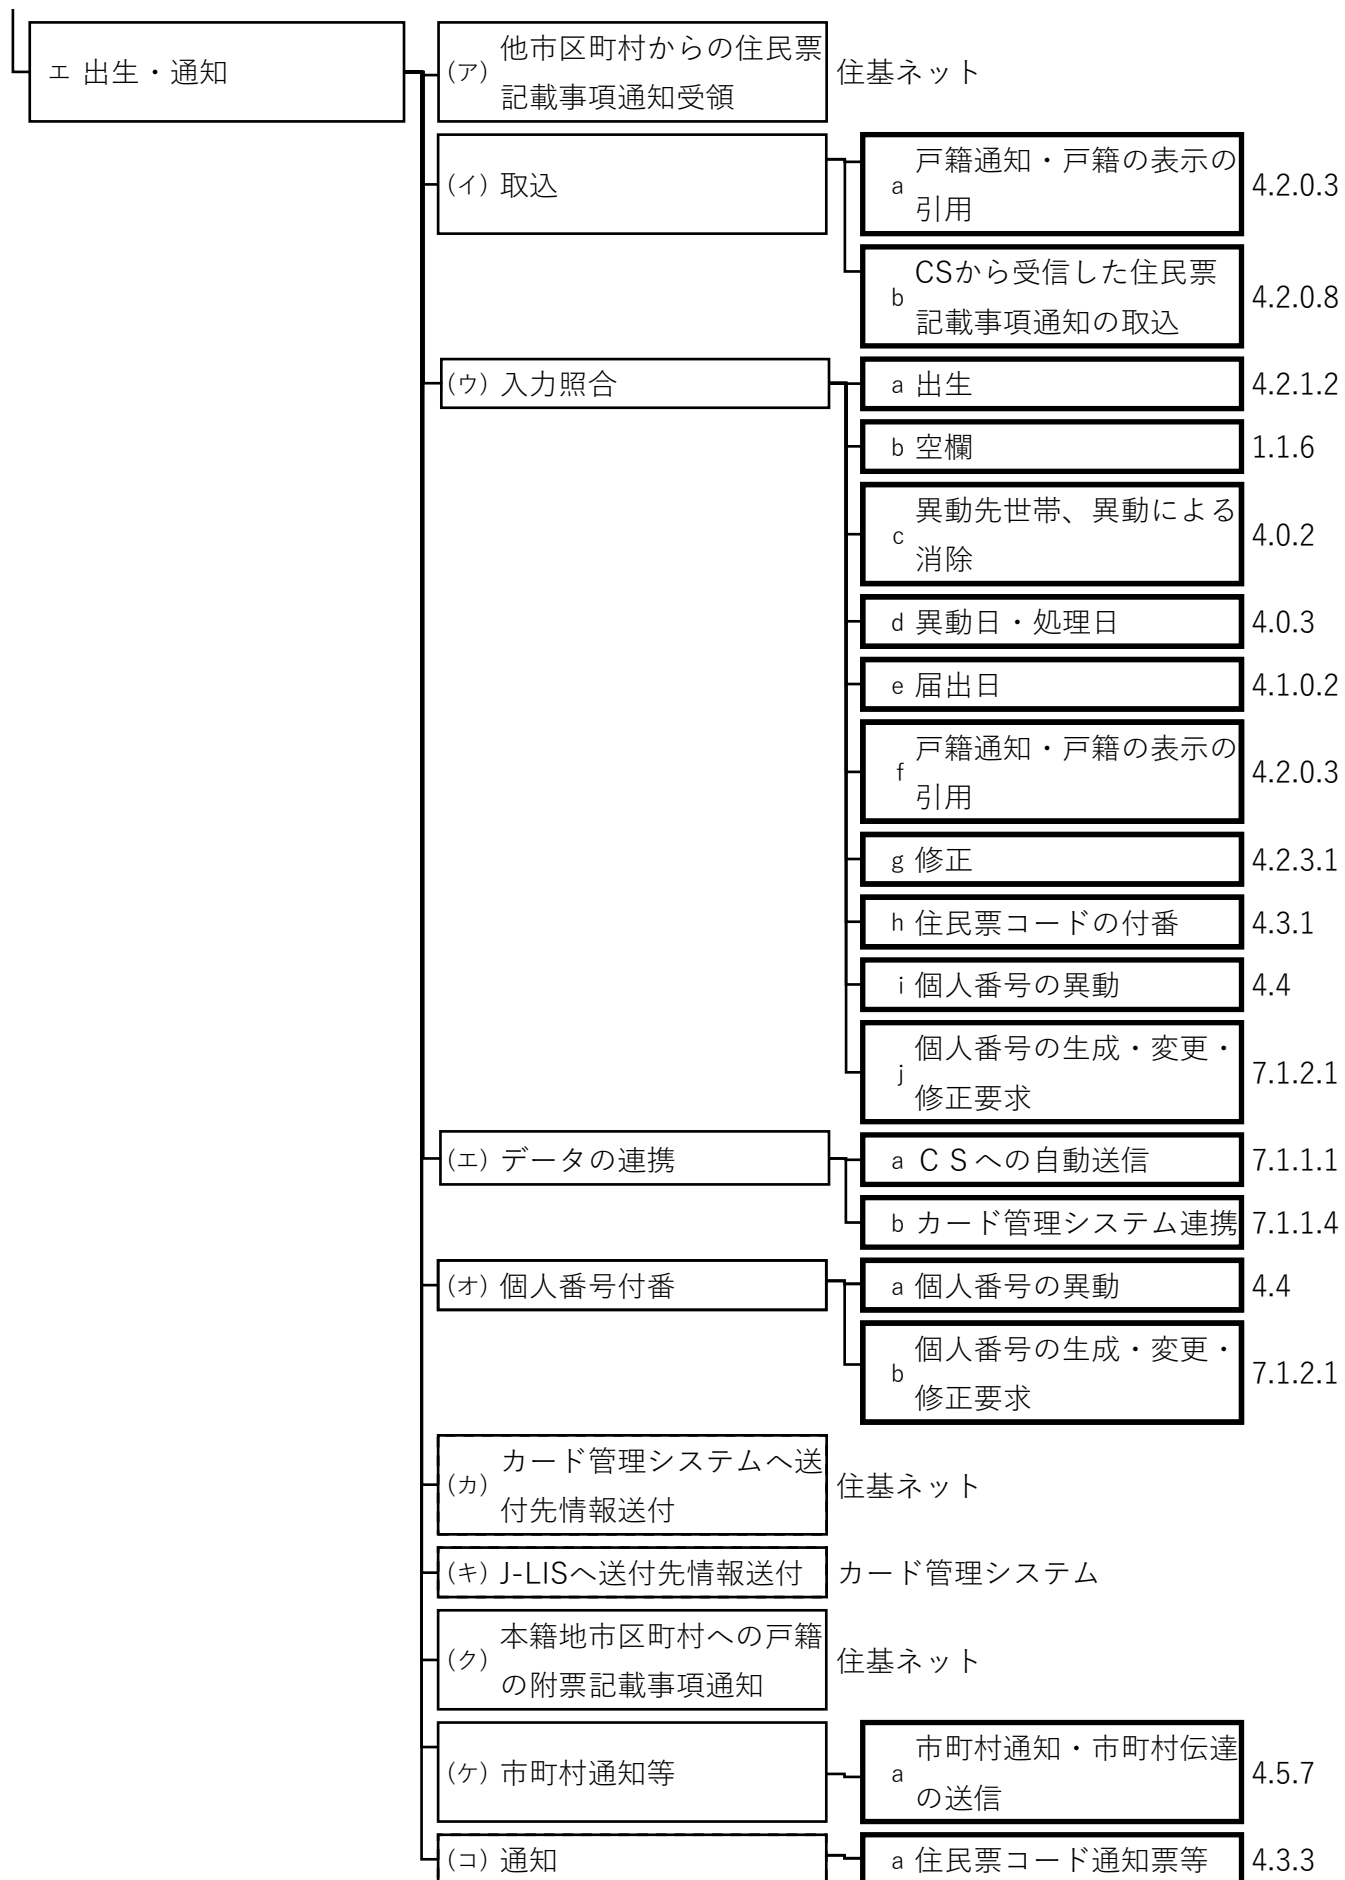 エ 出生・通知
(ア) 他市区町村からの住民票
記載事項通知受領
住基ネット
(イ) 取込
a 戸籍通知・戸籍の表示の
引用
4.2.0.3
b CSから受信した住民票
記載事項通知の取込
4.2.0.8
(ウ) 入力照合
a 出生 4.2.1.2
b 空欄 1.1.6
c 異動先世帯、異動による
消除
4.0.2
d 異動日・処理日 4.0.3
e 届出日 4.1.0.2
f 戸籍通知・戸籍の表示の
引用
4.2.0.3
g 修正 4.2.3.1
h 住民票コードの付番 4.3.1
i 個人番号の異動 4.4
j 個人番号の生成・変更・
修正要求
7.1.2.1
(エ) データの連携
a ＣＳへの自動送信 7.1.1.1
b カード管理システム連携 7.1.1.4
(オ) 個人番号付番
a 個人番号の異動 4.4
b 個人番号の生成・変更・
修正要求
7.1.2.1
(カ) カード管理システムへ送
付先情報送付
住基ネット
(キ) J-LISへ送付先情報送付 カード管理システム
(ク) 本籍地市区町村への戸籍
の附票記載事項通知
住基ネット
(ケ) 市町村通知等
a 市町村通知・市町村伝達
の送信
4.5.7
(コ) 通知
a 住民票コード通知票等 4.3.3